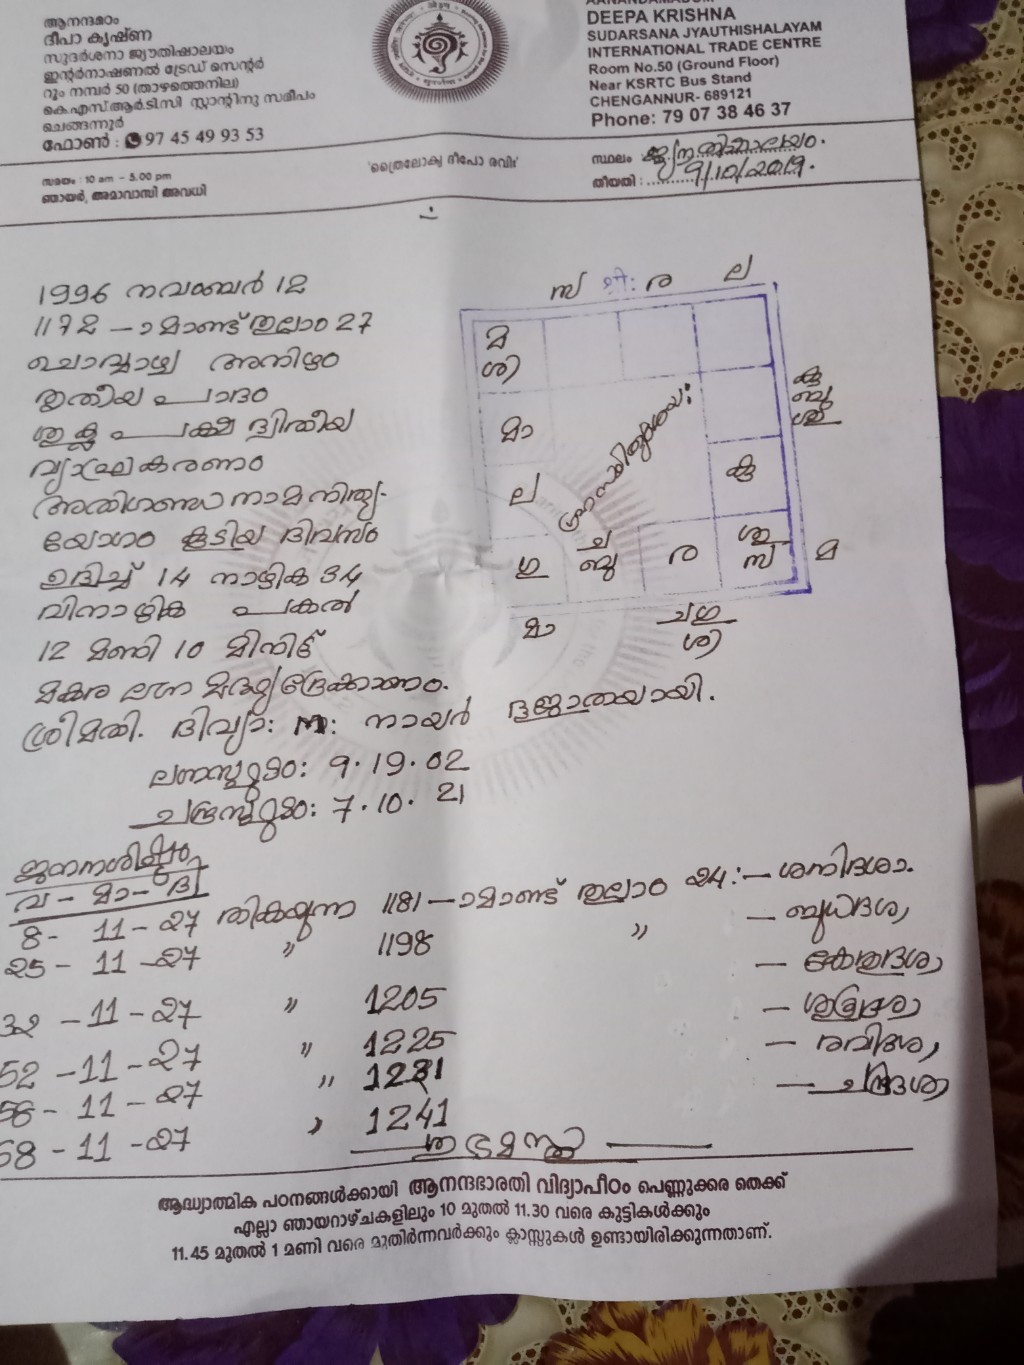 ആനന്ദമഠം
ദീപാ കൃഷ്ണ
സുദർശനാ ജ്യൗതിഷാലയം
ഇന്റർനാഷണൽ ട്രേഡ് സെന്റർ
റൂം നമ്പർ 50 (താഴത്തെനില)
കെ.എസ്.ആർ.ടി.സി സ്റ്റാന്റിനു സമീപം
ചെങ്ങന്നൂർ
ഫോൺ : 97 45 49 93 53
DEEPA KRISHNA
SUDARSANA JYAUTHISHALAYAM
INTERNATIONAL TRADE CENTRE
Room No.50 (Ground Floor)
Near KSRTC Bus Stand
CHENGANNUR- 689121
Phone: 79 07 38 46 37
സമയം : 10 am - 5.00 pm
ഞായർ, അമാവാസി അവധി
'ത്രൈലോക്യ ദീപോ രവിഃ'
സ്ഥലം
തീയതി : 9/10/2019.
1996 നവംബർ 12
1172 -ാമാണ്ട് തുലാം 27
ചൊവ്വാഴ്ച അനിഴം
തൃതീയ പാദം
ശുക്ല പക്ഷ ദ്വിതീയ
വ്യാഘ്രകരണം
അതിഗണ്ഡനാമനിത്യ-
യോഗം കൂടിയ ദിവസം
ഉദിച്ച് 14 നാഴിക 34
വിനാഴിക പകൽ
12 മണി 10 മിനിട്ട്
മകര ലഗ്ന മദ്ധ്യദ്രേക്കാണം.
ശ്രീമതി. ദിവ്യാ: M: നായർ ദ്വജാതയായി.
ലഗ്നസ്ഫുടം: 9.19.02
ചന്ദ്രസ്ഫുടം: 7.10.21
സ ശ്രീ: ര ല
മ
ശി
മാ
ല
ഗു
ച
ബു
ര
ശു
സ
കു
കു
ബു
ശു
മ
മാ
ച ഗു
ശി
ജനനശിഷ്ടം
വ - മാ - ദി
8- 11-27 തികയുന്ന 1181-ാമാണ്ട് തുലാം 24:- ശനിദശാ.
25-11-27 " 1198 " - ബുധദശ,
32-11-27 " 1205 - കേതുദശാ
52-11-27 " 1225 - ശുക്രദശാ
58-11-27 " 1231 - രവിദശ,
68-11-27 " 1241 - ചന്ദ്രദശാ
ശുഭമസ്തു
ആദ്ധ്യാത്മിക പഠനങ്ങൾക്കായി ആനന്ദഭാരതി വിദ്യാപീഠം പെണ്ണുക്കര തെക്ക്
എല്ലാ ഞായറാഴ്ചകളിലും 10 മുതൽ 11.30 വരെ കുട്ടികൾക്കും
11.45 മുതൽ 1 മണി വരെ മുതിർന്നവർക്കും ക്ലാസ്സുകൾ ഉണ്ടായിരിക്കുന്നതാണ്.